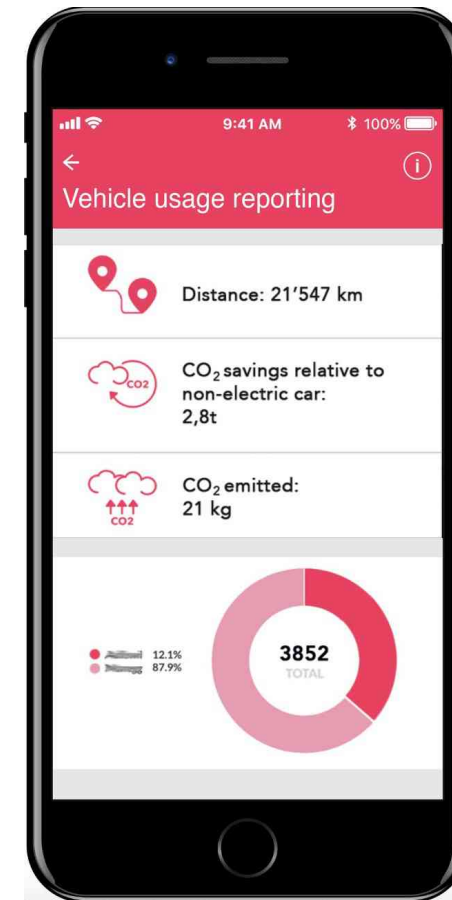 9:41 AM
100%
i
Vehicle usage reporting
Distance: 21'547 km
CO2
CO₂ savings relative to
non-electric car:
2,8t
CO₂ emitted:
21 kg
CO2
12.1%
87.9%
3852
TOTAL